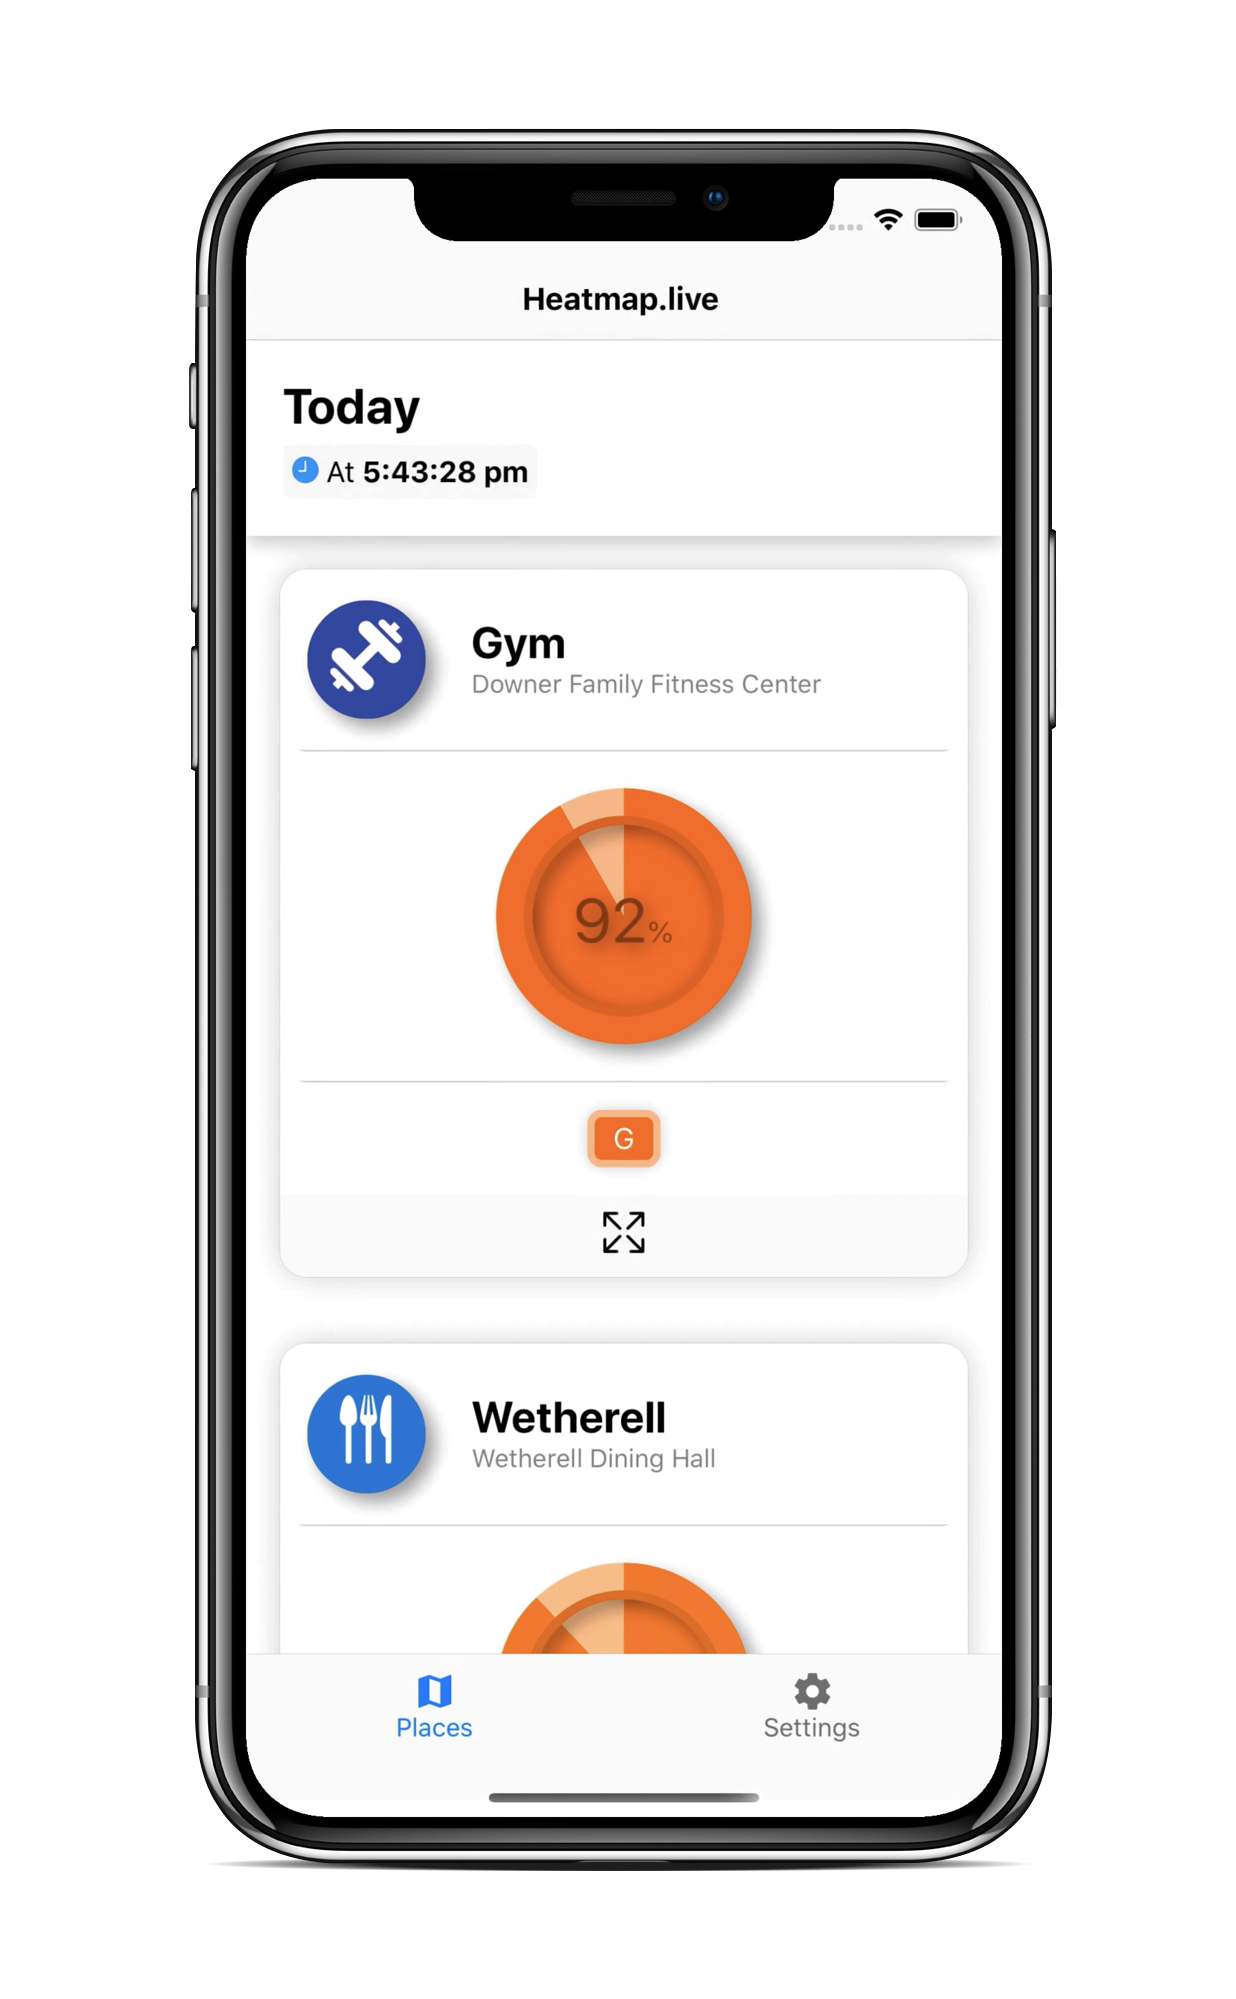 Heatmap.live
Today
At 5:43:28 pm
Gym
Downer Family Fitness Center
92%
G
Wetherell
Wetherell Dining Hall
Places
Settings